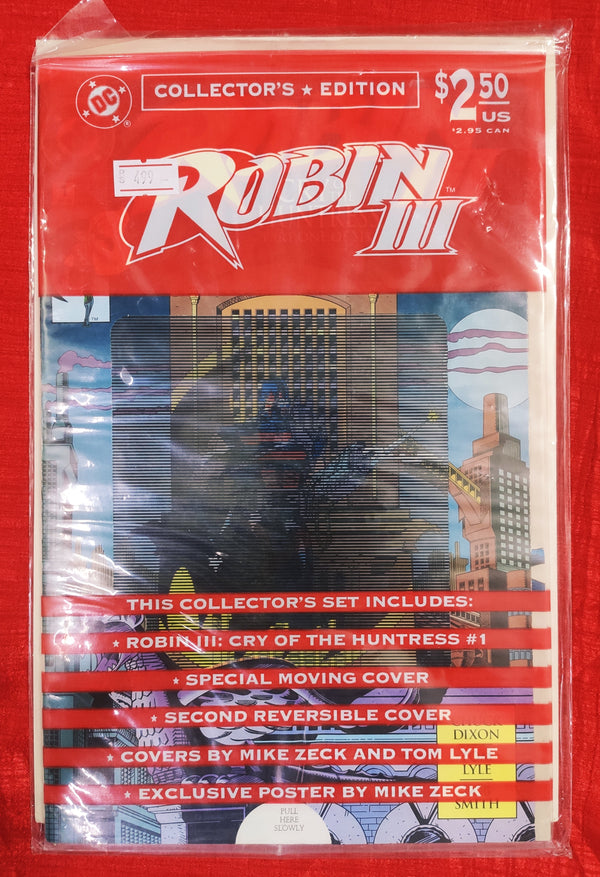 DC
®
COLLECTOR'S ★ EDITION
$2.50
US
$2.95 CAN
499
ROBIN III
™
™
THIS COLLECTOR'S SET INCLUDES:
★ ROBIN III: CRY OF THE HUNTRESS #1
★ SPECIAL MOVING COVER
★ SECOND REVERSIBLE COVER
DIXON
★ COVERS BY MIKE ZECK AND TOM LYLE
LYLE
★ EXCLUSIVE POSTER BY MIKE ZECK
SMITH
PULL
HERE
SLOWLY